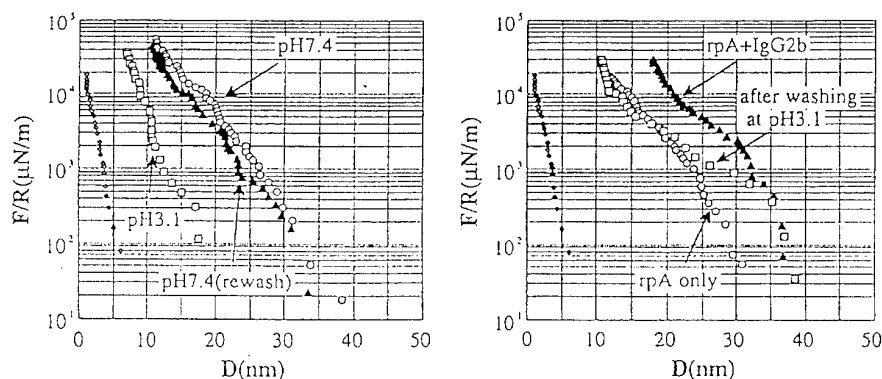 10⁵
10⁴
10³
10²
10¹
F/R(μN/m)
pH7.4
pH3.1
pH7.4(rewash)
0 10 20 30 40 50
D(nm)
10⁵
10⁴
10³
10²
10¹
F/R(μN/m)
rpA+IgG2b
after washing
at pH3.1
rpA only
0 10 20 30 40 50
D(nm)